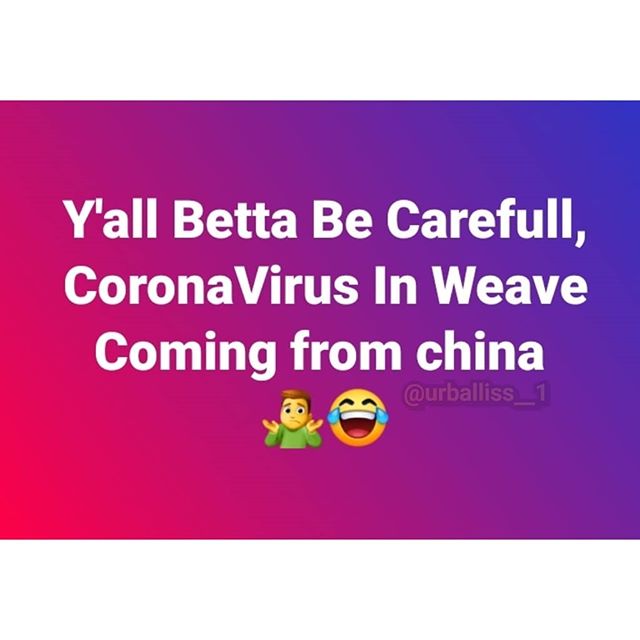 Y'all Betta Be Carefull,
CoronaVirus In Weave
Coming from china
@urballiss__1
🤷‍♂️😂